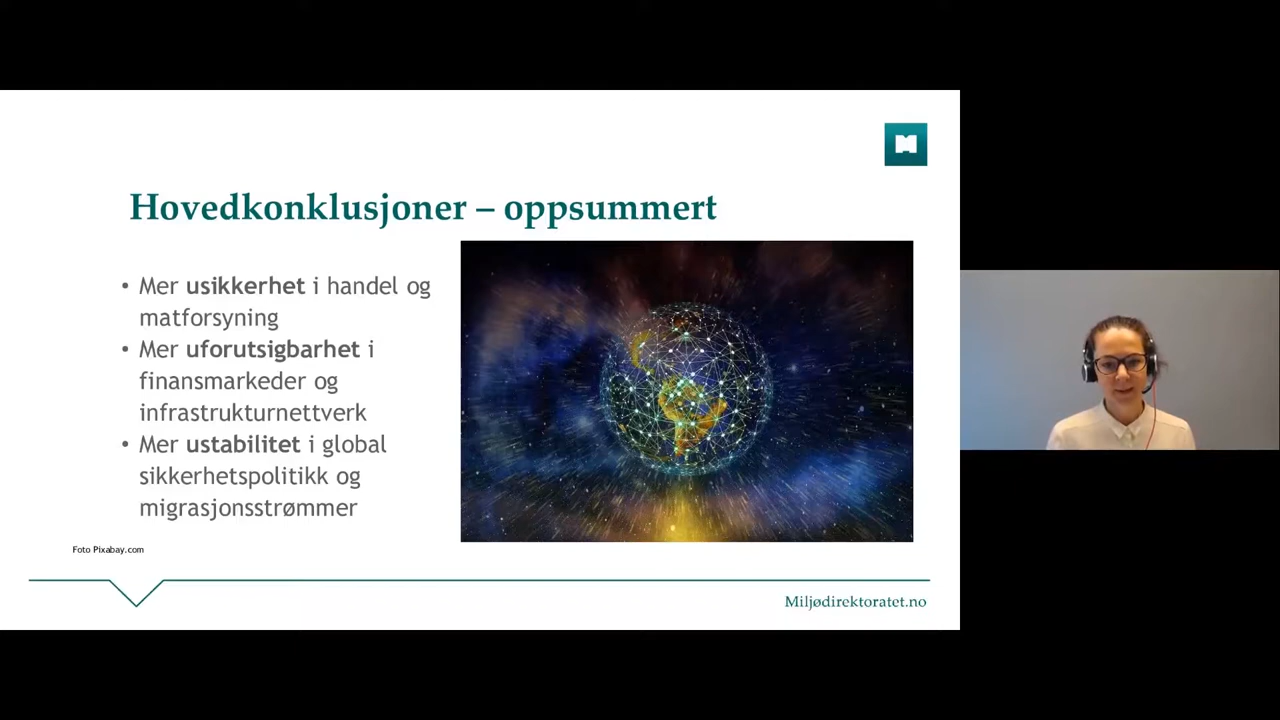 Hovedkonklusjoner – oppsummert
• Mer usikkerhet i handel og
matforsyning
• Mer uforutsigbarhet i
finansmarkeder og
infrastrukturnettverk
• Mer ustabilitet i global
sikkerhetspolitikk og
migrasjonsstrømmer
Foto Pixabay.com
Miljødirektoratet.no